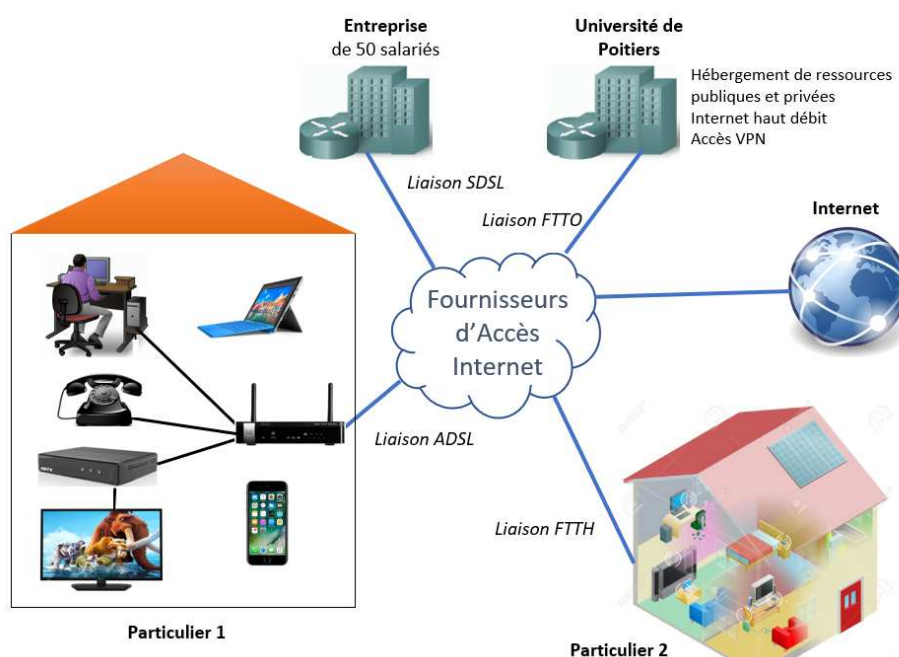 Entreprise
de 50 salariés
Université de
Poitiers
Hébergement de ressources
publiques et privées
Internet haut débit
Accès VPN
Liaison SDSL
Liaison FTTO
Internet
Fournisseurs
d'Accès
Internet
Liaison ADSL
Liaison FTTH
Particulier 1
Particulier 2